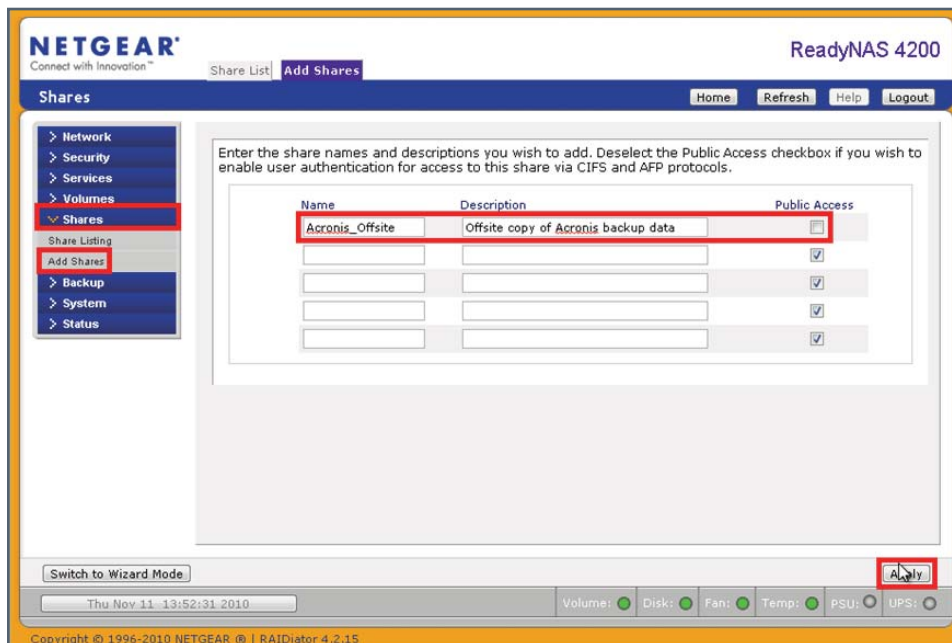 NETGEAR®
Connect with Innovation™
ReadyNAS 4200
Share List
Add Shares
Shares
Home
Refresh
Help
Logout
> Network
> Security
> Services
> Volumes
Shares
Share Listing
Add Shares
> Backup
> System
> Status
Enter the share names and descriptions you wish to add. Deselect the Public Access checkbox if you wish to
enable user authentication for access to this share via CIFS and AFP protocols.
Name Description Public Access
Acronis_Offsite Offsite copy of Acronis backup data
Switch to Wizard Mode
Apply
Thu Nov 11 13:52:31 2010
Volume: Disk: Fan: Temp: PSU: UPS:
Copyright © 1996-2010 NETGEAR ® | RAIDiator 4.2.15